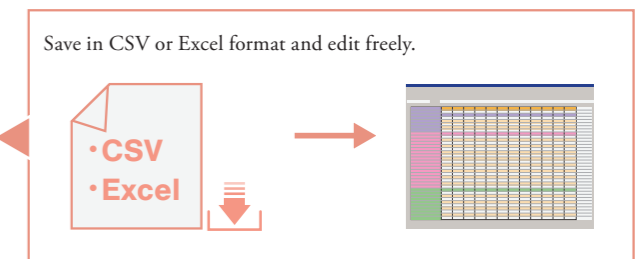 Save in CSV or Excel format and edit freely.
・CSV
・Excel